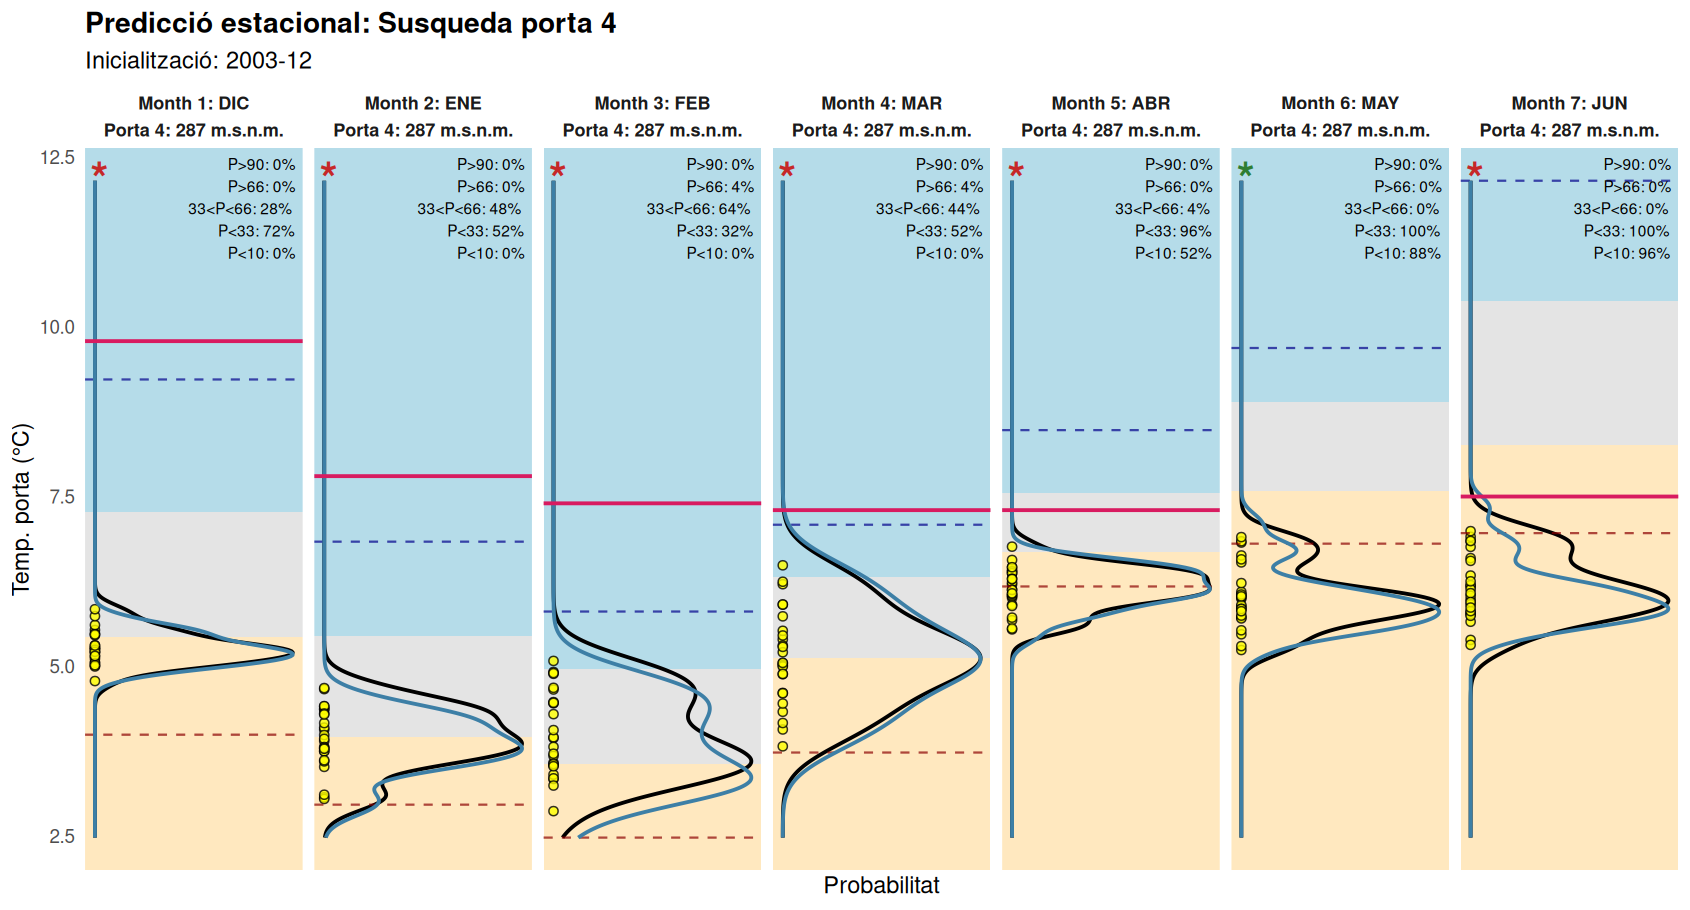 Predicció estacional: Susqueda porta 4
Inicialització: 2003-12
Month 1: DIC
Porta 4: 287 m.s.n.m.
Month 2: ENE
Porta 4: 287 m.s.n.m.
Month 3: FEB
Porta 4: 287 m.s.n.m.
Month 4: MAR
Porta 4: 287 m.s.n.m.
Month 5: ABR
Porta 4: 287 m.s.n.m.
Month 6: MAY
Porta 4: 287 m.s.n.m.
Month 7: JUN
Porta 4: 287 m.s.n.m.
Temp. porta (°C)
12.5
10.0
7.5
5.0
2.5
*
P>90: 0%
P>66: 0%
33<P<66: 28%
P<33: 72%
P<10: 0%
*
P>90: 0%
P>66: 0%
33<P<66: 48%
P<33: 52%
P<10: 0%
*
P>90: 0%
P>66: 4%
33<P<66: 64%
P<33: 32%
P<10: 0%
*
P>90: 0%
P>66: 4%
33<P<66: 44%
P<33: 52%
P<10: 0%
*
P>90: 0%
P>66: 0%
33<P<66: 4%
P<33: 96%
P<10: 52%
*
P>90: 0%
P>66: 0%
33<P<66: 0%
P<33: 100%
P<10: 88%
*
P>90: 0%
P>66: 0%
33<P<66: 0%
P<33: 100%
P<10: 96%
Probabilitat